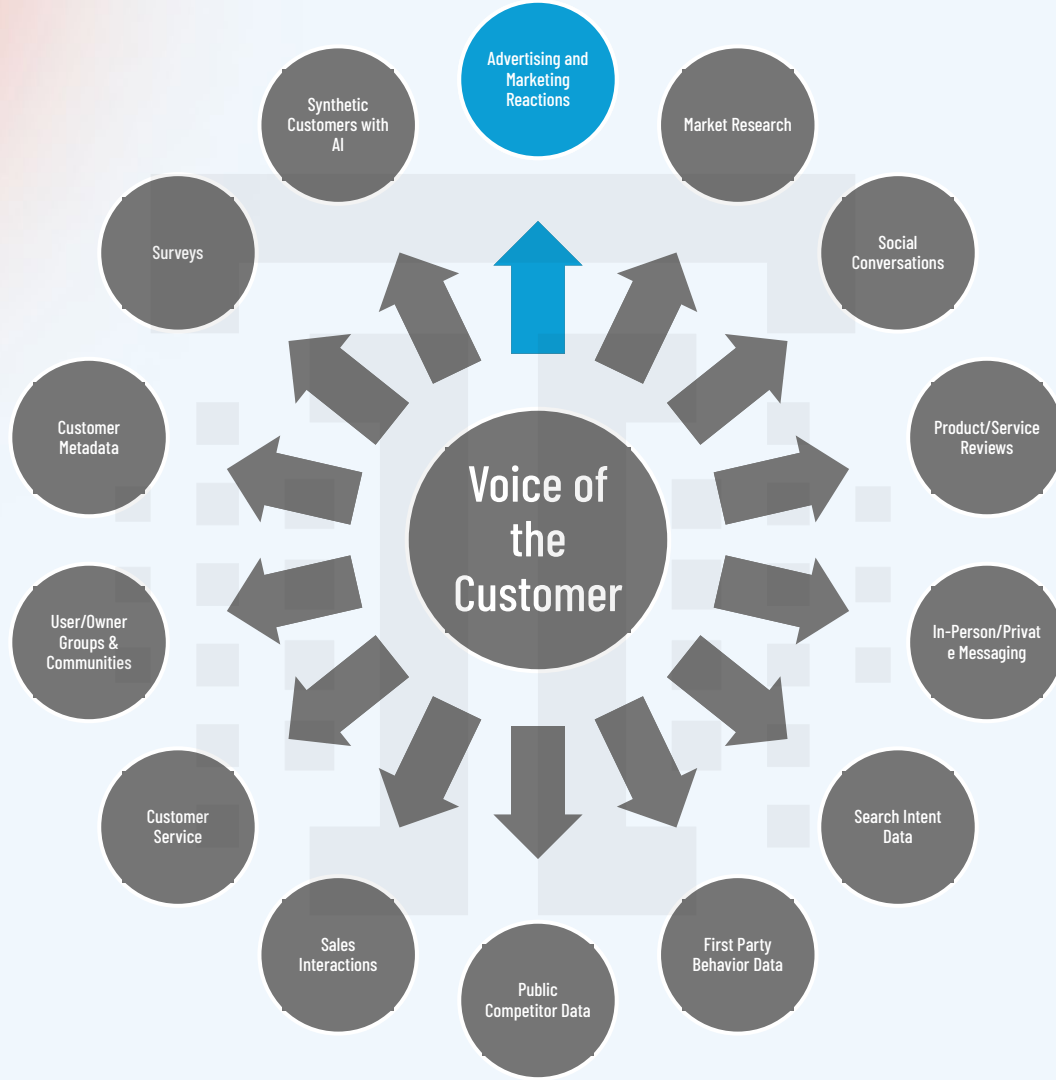 Advertising and
Marketing
Reactions
Market Research
Social
Conversations
Product/Service
Reviews
In-Person/Privat
e Messaging
Search Intent
Data
First Party
Behavior Data
Public
Competitor Data
Sales
Interactions
Customer
Service
User/Owner
Groups &
Communities
Customer
Metadata
Surveys
Synthetic
Customers with
AI
Voice of
the
Customer